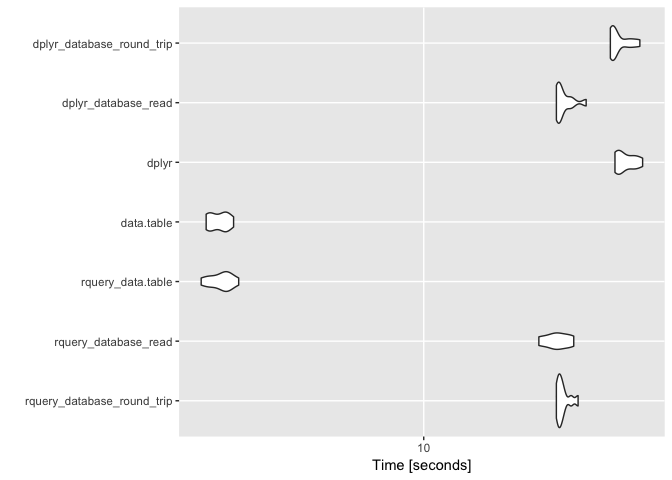 dplyr_database_round_trip
dplyr_database_read
dplyr
data.table
rquery_data.table
rquery_database_read
rquery_database_round_trip
10
Time [seconds]